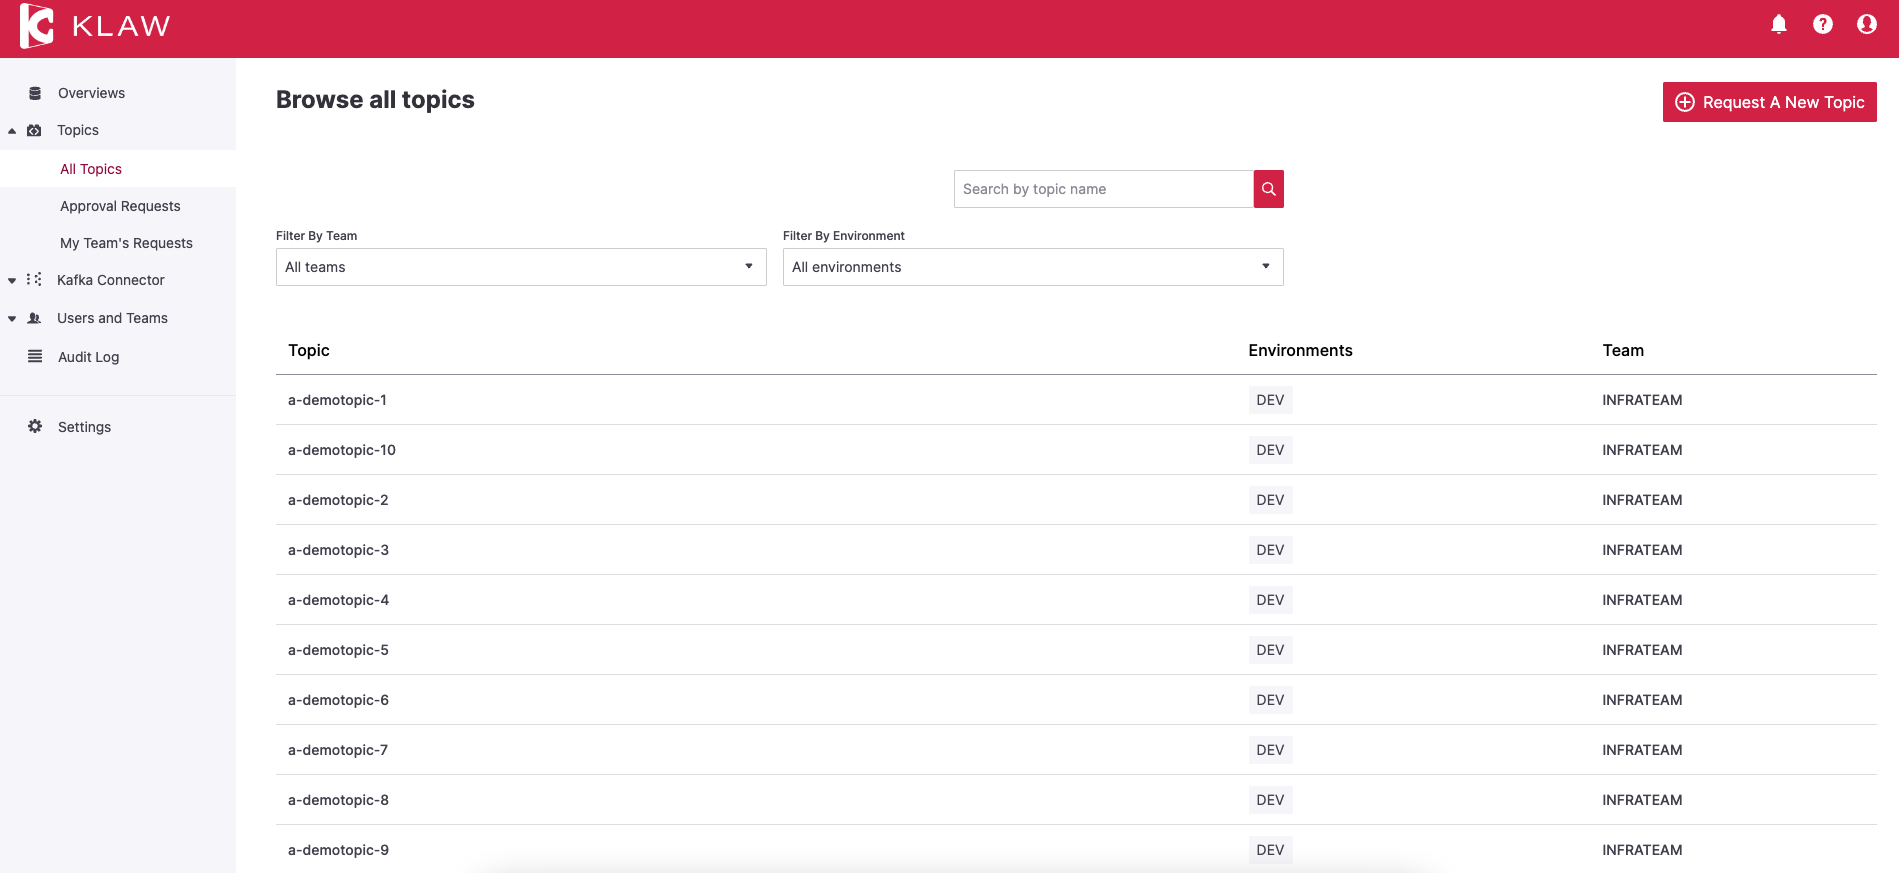 KLAW
Overviews
Topics
All Topics
Approval Requests
My Team's Requests
Kafka Connector
Users and Teams
Audit Log
Settings
Browse all topics
Request A New Topic
Search by topic name
Filter By Team
Filter By Environment
All teams
All environments
Topic Environments Team
a-demotopic-1 DEV INFRATEAM
a-demotopic-10 DEV INFRATEAM
a-demotopic-2 DEV INFRATEAM
a-demotopic-3 DEV INFRATEAM
a-demotopic-4 DEV INFRATEAM
a-demotopic-5 DEV INFRATEAM
a-demotopic-6 DEV INFRATEAM
a-demotopic-7 DEV INFRATEAM
a-demotopic-8 DEV INFRATEAM
a-demotopic-9 DEV INFRATEAM